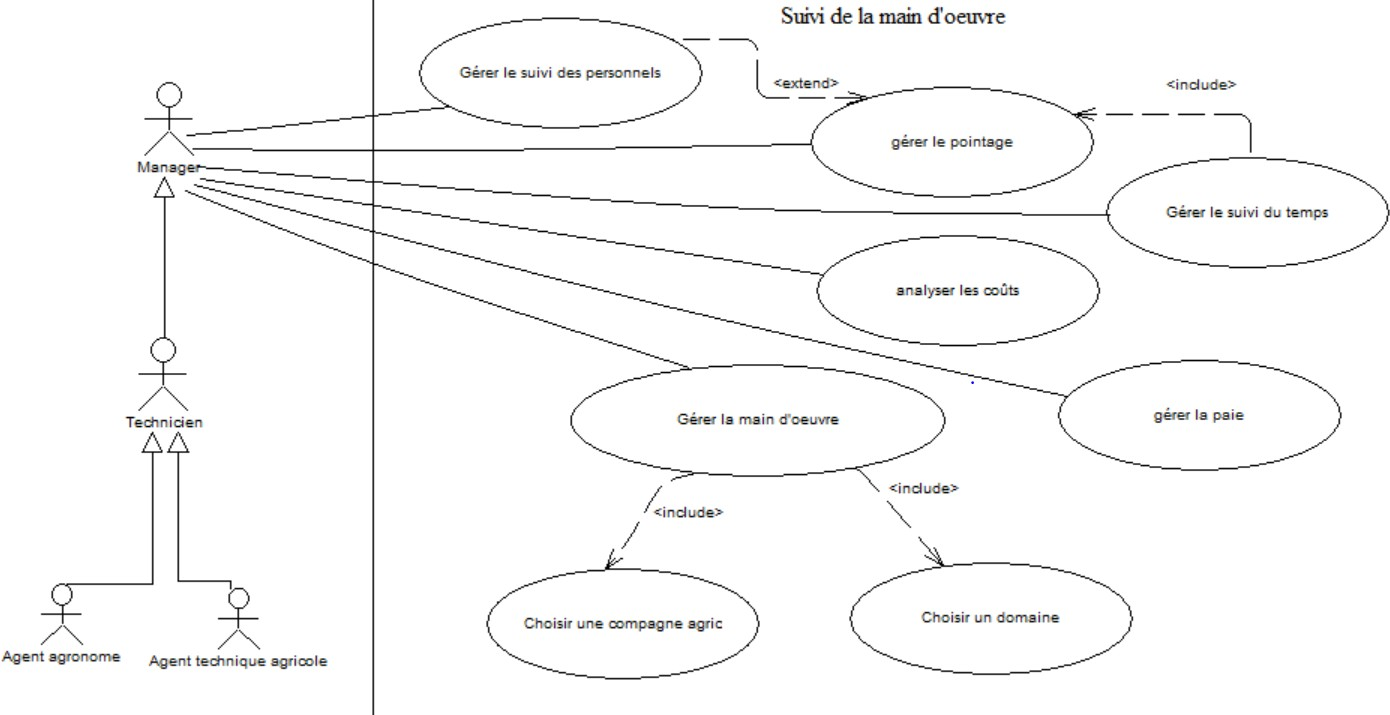 Suivi de la main d'oeuvre
Gérer le suivi des personnels
<extend>
<include>
gérer le pointage
Manager
Gérer le suivi du temps
analyser les coûts
Technicien
Gérer la main d'oeuvre
gérer la paie
<include>
<include>
Choisir une compagne agric
Choisir un domaine
Agent agronome
Agent technique agricole